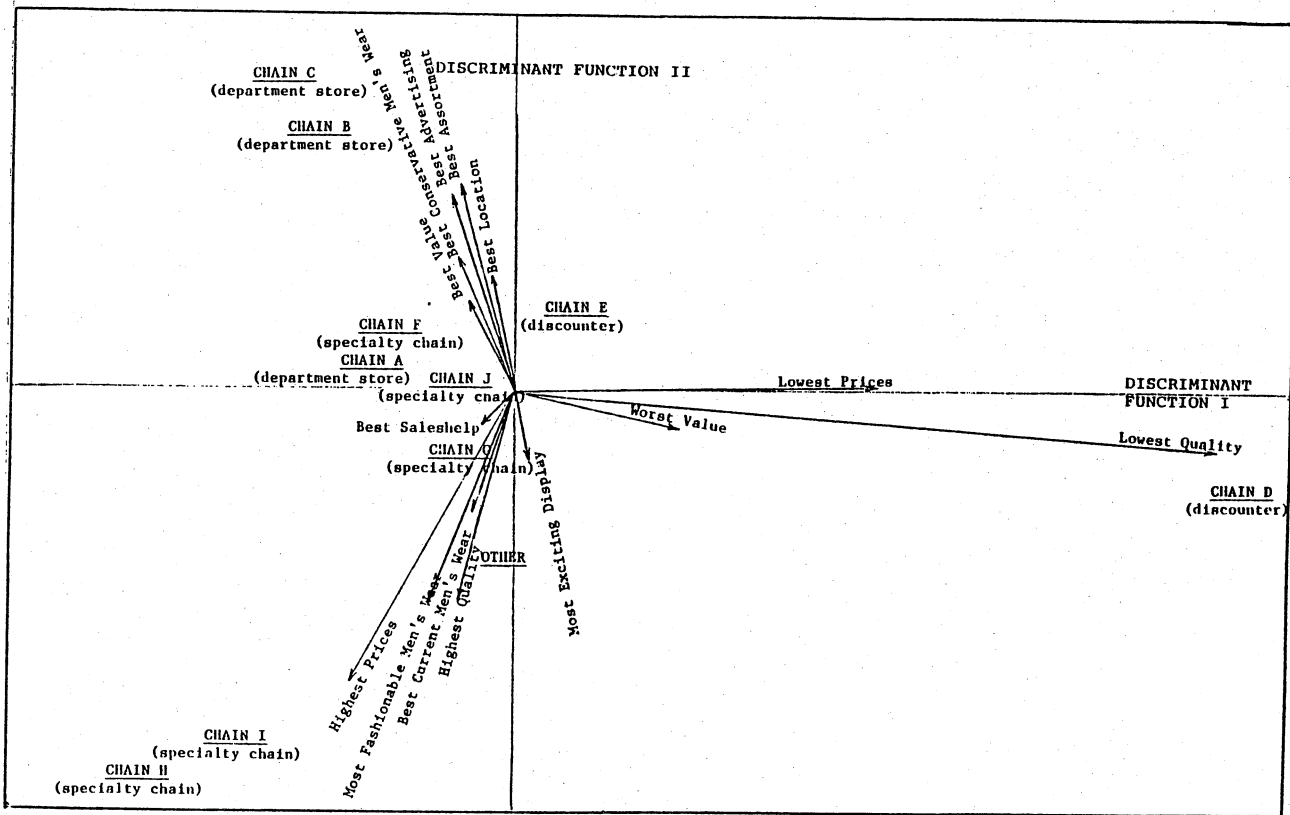 DISCRIMINANT FUNCTION II
CHAIN C
(department store)
CHAIN B
(department store)
Best Value
Best Conservative Men's Wear
Best Advertising
Best Assortment
Best Location
CHAIN E
(discounter)
CHAIN F
(specialty chain)
CHAIN A
(department store)
CHAIN J
(specialty chain)
Lowest Prices
DISCRIMINANT
FUNCTION I
Best Saleshelp
Worst Value
Lowest Quality
CHAIN G
(specialty chain)
CHAIN D
(discounter)
OTHER
Most Exciting Display
Highest Prices
Most Fashionable Men's Wear
Best Current Men's Wear
Highest Quality
CHAIN I
(specialty chain)
CHAIN H
(specialty chain)